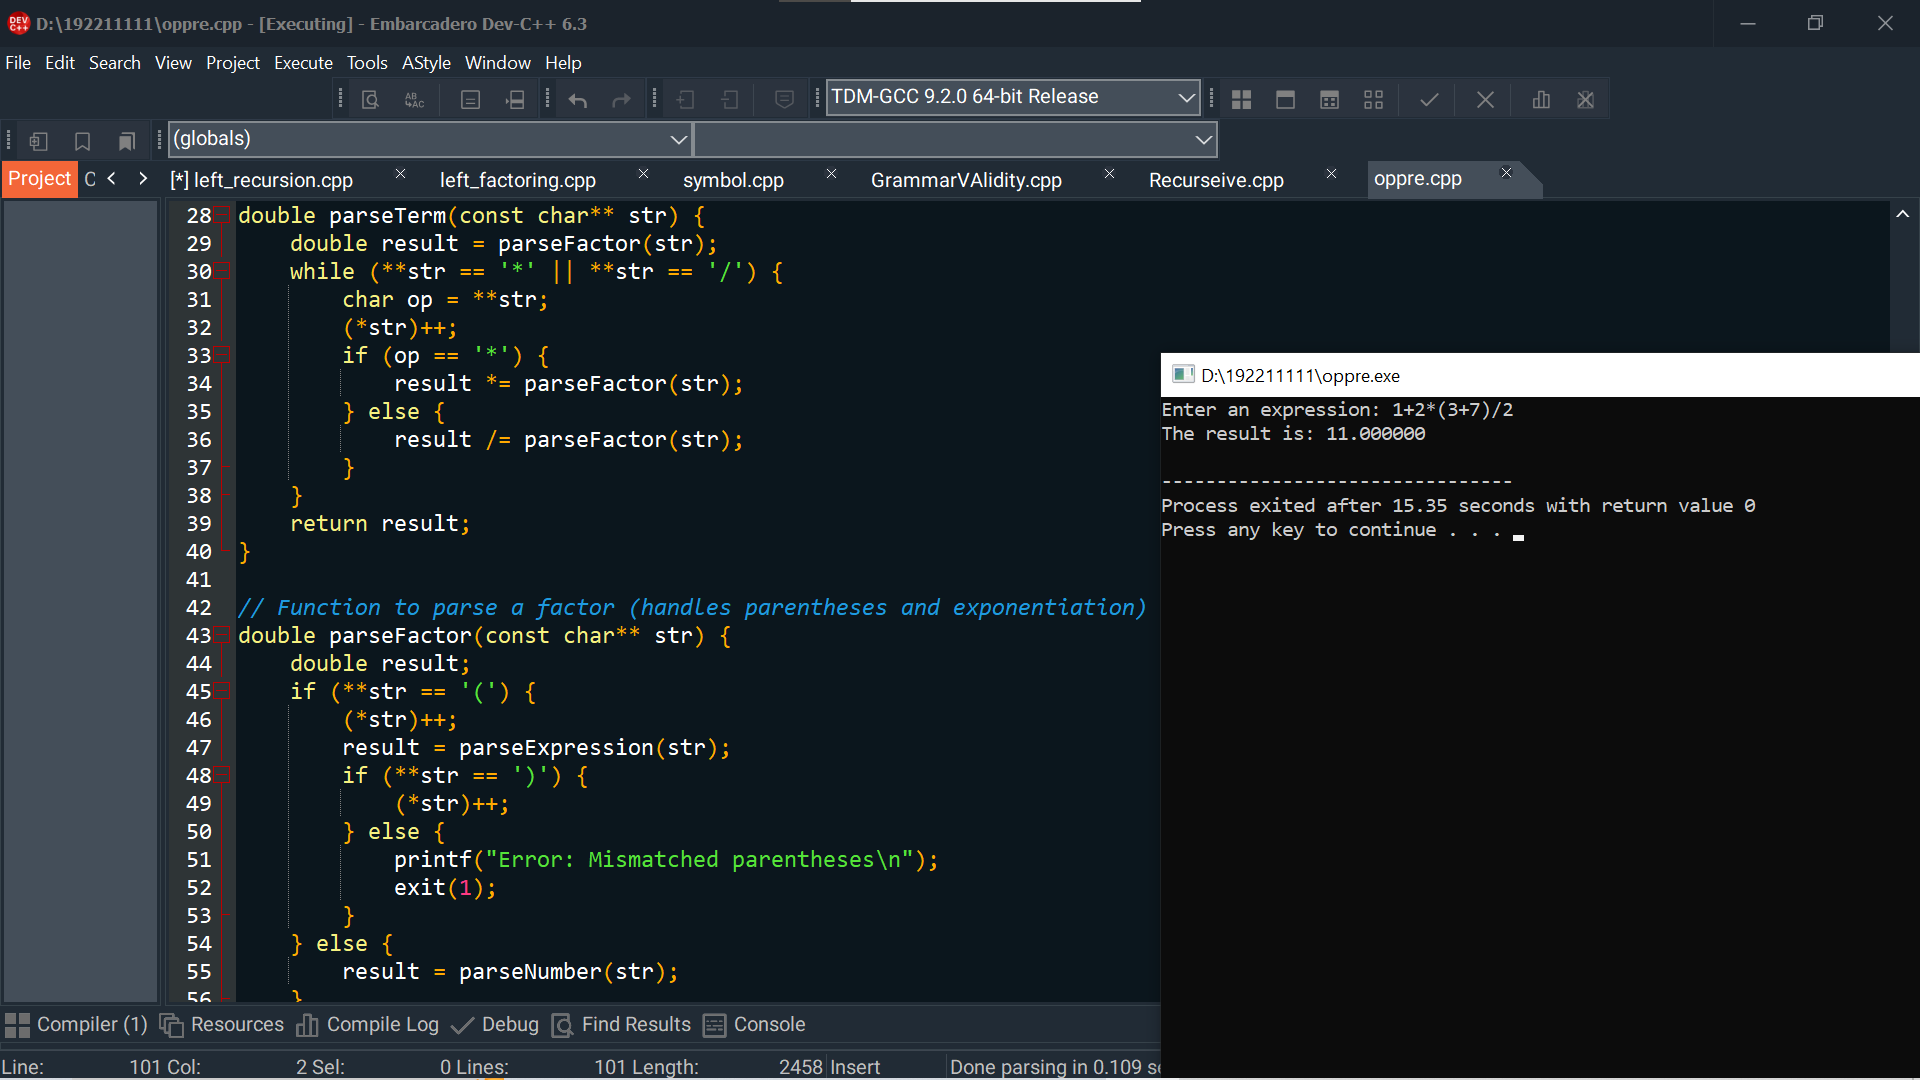 DEV C++ D:\192211111\oppre.cpp - [Executing] - Embarcadero Dev-C++ 6.3
File Edit Search View Project Execute Tools AStyle Window Help
TDM-GCC 9.2.0 64-bit Release
(globals)
Project C [*] left_recursion.cpp left_factoring.cpp symbol.cpp GrammarVAlidity.cpp Recurseive.cpp oppre.cpp
28 double parseTerm(const char** str) {
29 double result = parseFactor(str);
30 while (**str == '*' || **str == '/') {
31 char op = **str;
32 (*str)++;
33 if (op == '*') {
34 result *= parseFactor(str);
35 } else {
36 result /= parseFactor(str);
37 }
38 }
39 return result;
40 }
41
42 // Function to parse a factor (handles parentheses and exponentiation)
43 double parseFactor(const char** str) {
44 double result;
45 if (**str == '(') {
46 (*str)++;
47 result = parseExpression(str);
48 if (**str == ')') {
49 (*str)++;
50 } else {
51 printf("Error: Mismatched parentheses\n");
52 exit(1);
53 }
54 } else {
55 result = parseNumber(str);
56 }
D:\192211111\oppre.exe
Enter an expression: 1+2*(3+7)/2
The result is: 11.000000
--------------------------------
Process exited after 15.35 seconds with return value 0
Press any key to continue . . .
Compiler (1) Resources Compile Log Debug Find Results Console
Line: 101 Col: 2 Sel: 0 Lines: 101 Length: 2458 Insert Done parsing in 0.109 se